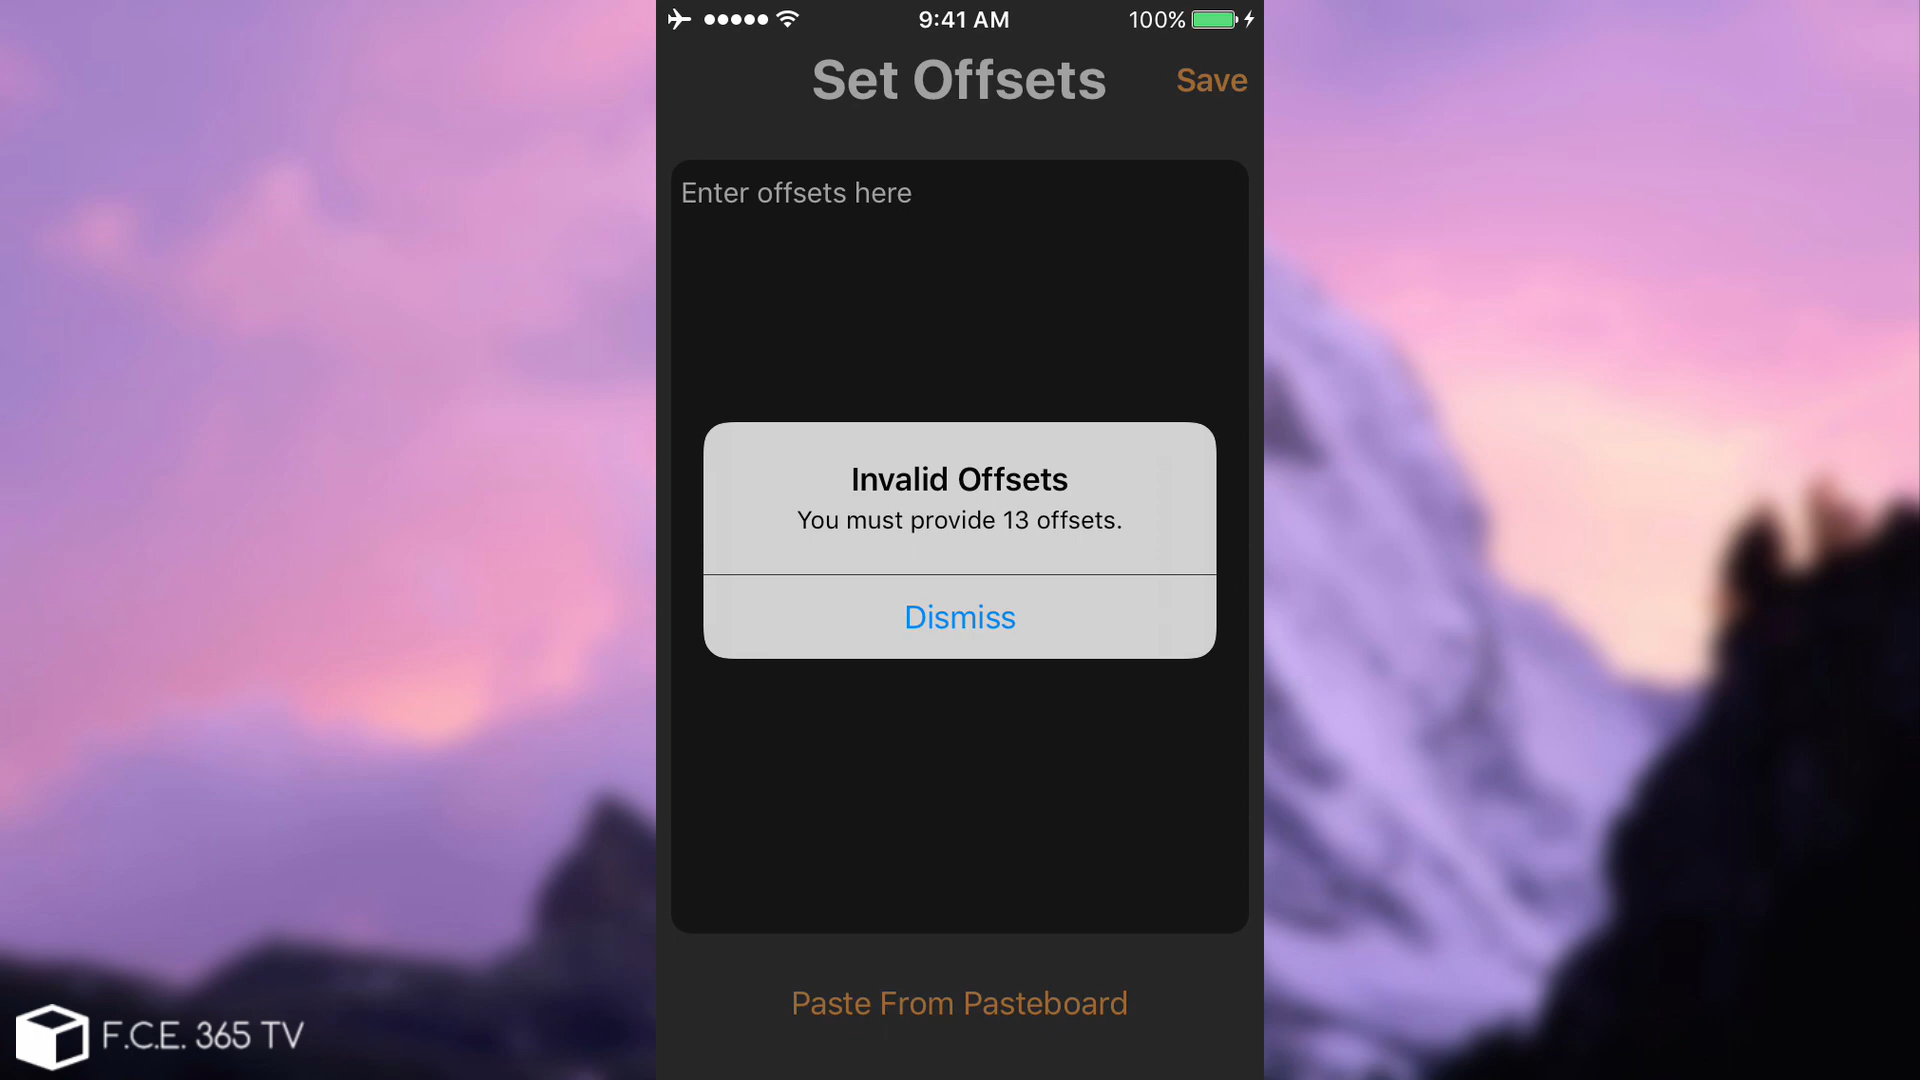 9:41 AM
100%
Set Offsets
Save
Enter offsets here
Invalid Offsets
You must provide 13 offsets.
Dismiss
Paste From Pasteboard
F.C.E. 365 TV